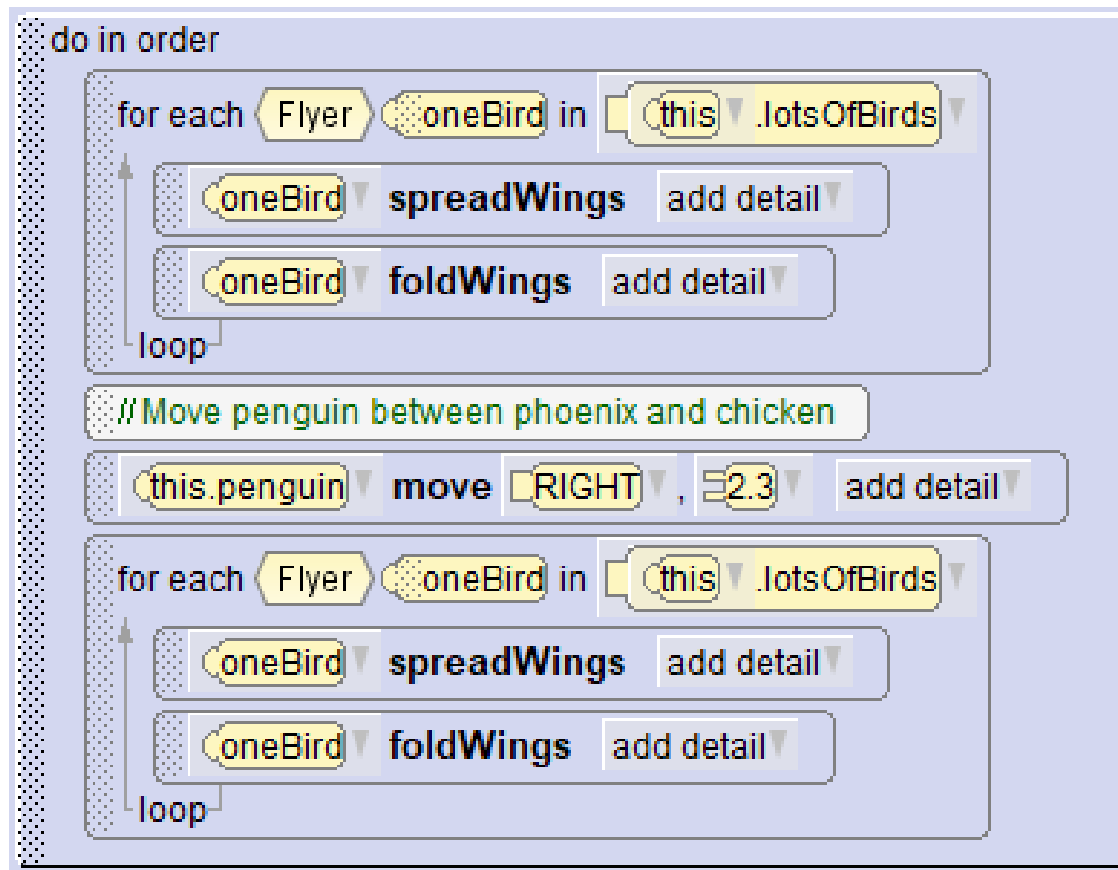 do in order
for each Flyer oneBird in this .lotsOfBirds
oneBird spreadWings add detail
oneBird foldWings add detail
loop
// Move penguin between phoenix and chicken
this.penguin move RIGHT , 2.3 add detail
for each Flyer oneBird in this .lotsOfBirds
oneBird spreadWings add detail
oneBird foldWings add detail
loop